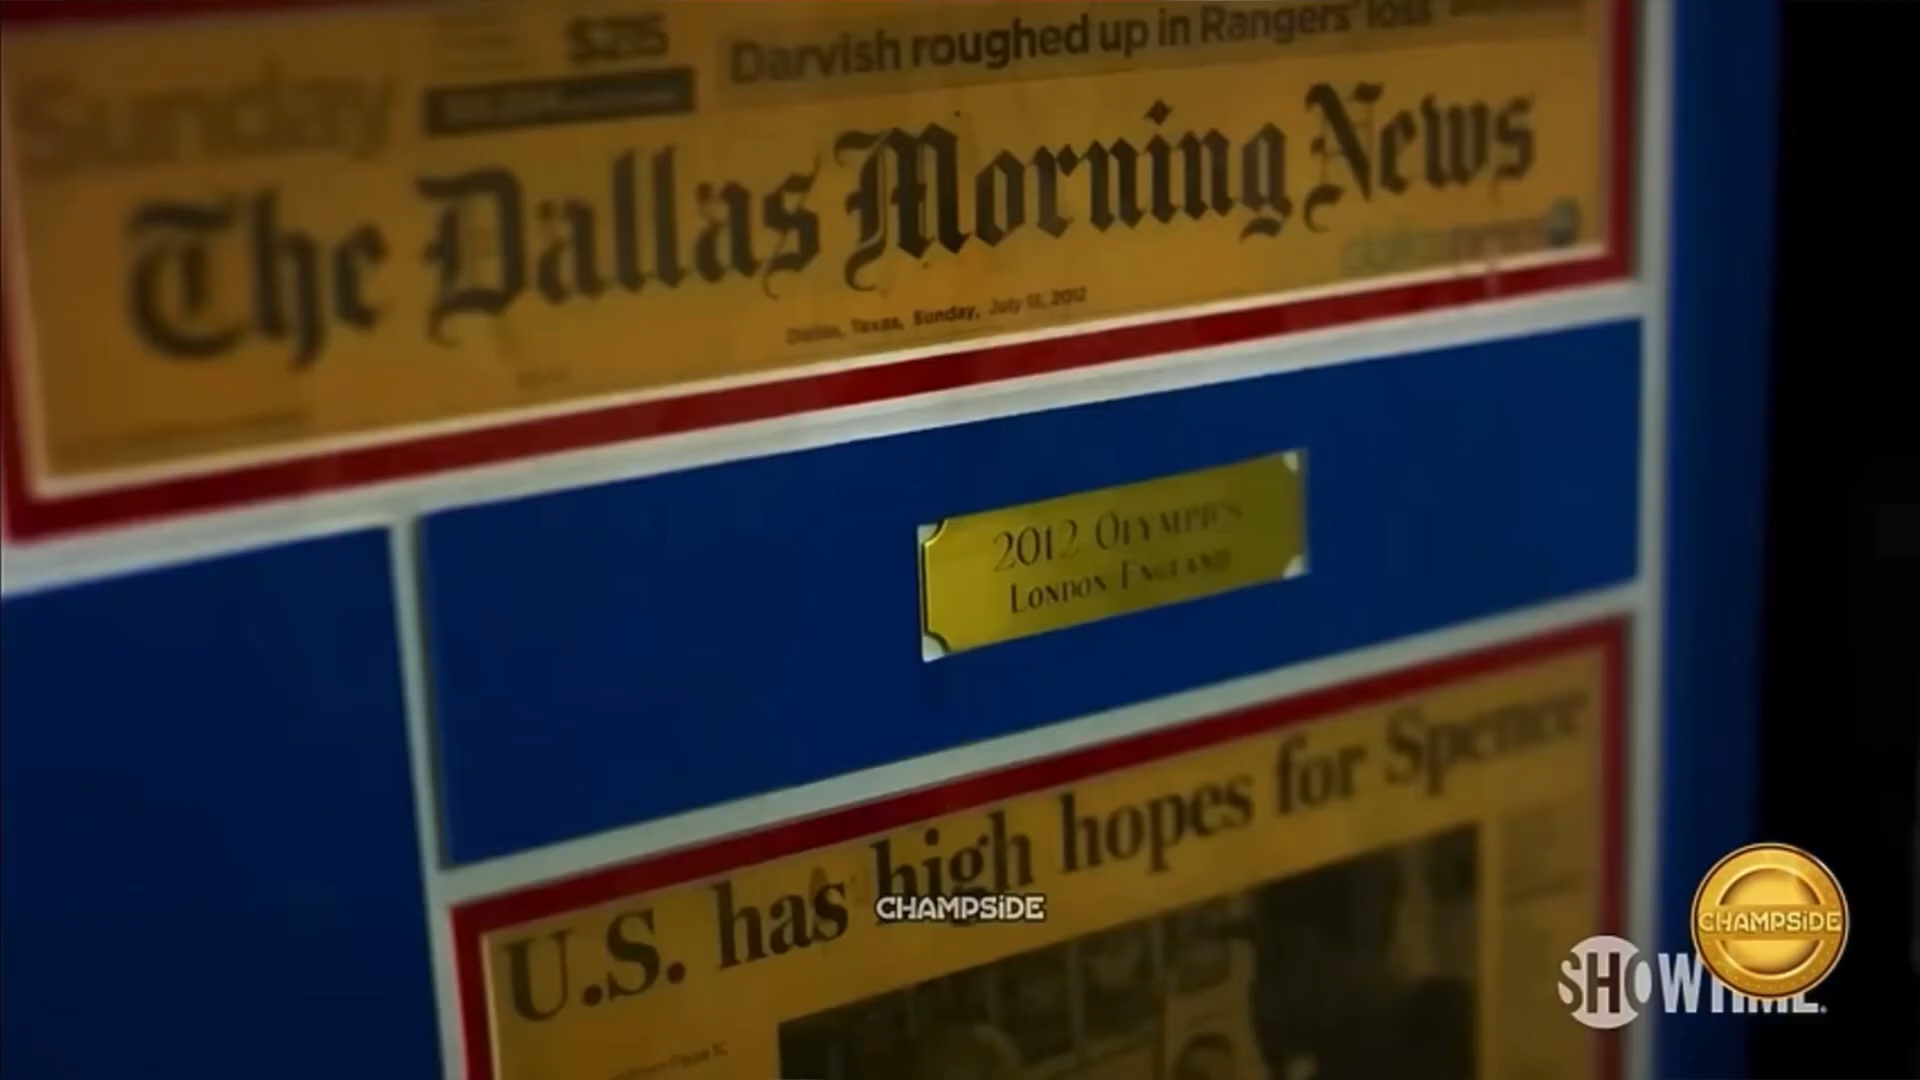 Darvish roughed up in Rangers' loss
Sunday
The Dallas Morning News
Dallas, Texas, Sunday, July 2012
2012 OLYMPICS
LONDON ENGLAND
U.S. has high hopes for Spence
CHAMPSiDE
CHAMPSiDE
SHOWTIME